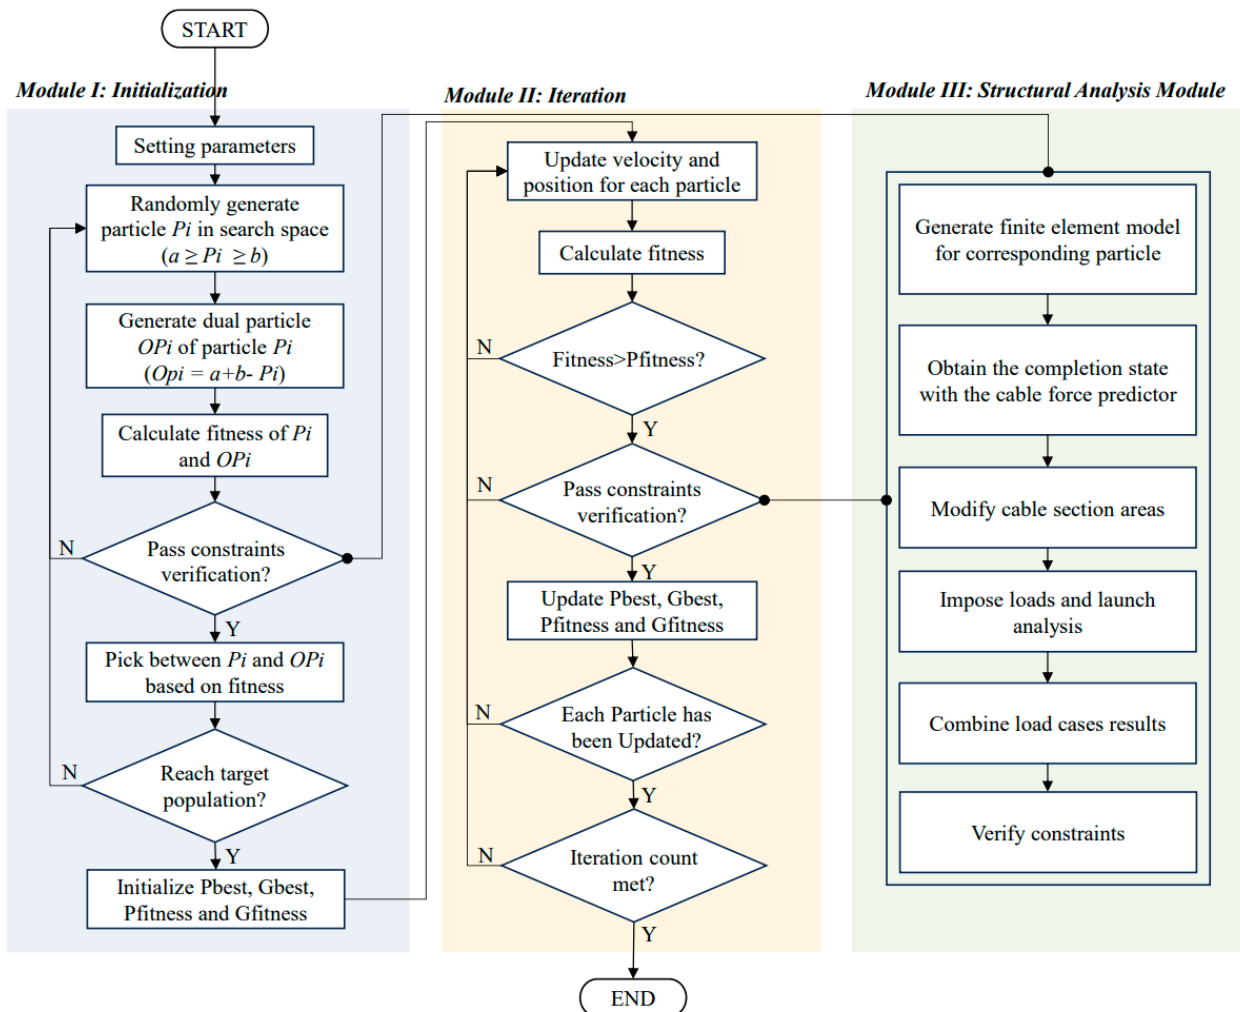 START
Module I: Initialization
Setting parameters
Randomly generate
particle Pi in search space
(a ≥ Pi ≥ b)
Generate dual particle
OPi of particle Pi
(Opi = a+b- Pi)
Calculate fitness of Pi
and OPi
N
Pass constraints
verification?
Y
Pick between Pi and OPi
based on fitness
N
Reach target
population?
Y
Initialize Pbest, Gbest,
Pfitness and Gfitness
Module II: Iteration
Update velocity and
position for each particle
Calculate fitness
N
Fitness>Pfitness?
Y
N
Pass constraints
verification?
Y
Update Pbest, Gbest,
Pfitness and Gfitness
N
Each Particle has
been Updated?
Y
N
Iteration count
met?
Y
END
Module III: Structural Analysis Module
Generate finite element model
for corresponding particle
Obtain the completion state
with the cable force predictor
Modify cable section areas
Impose loads and launch
analysis
Combine load cases results
Verify constraints